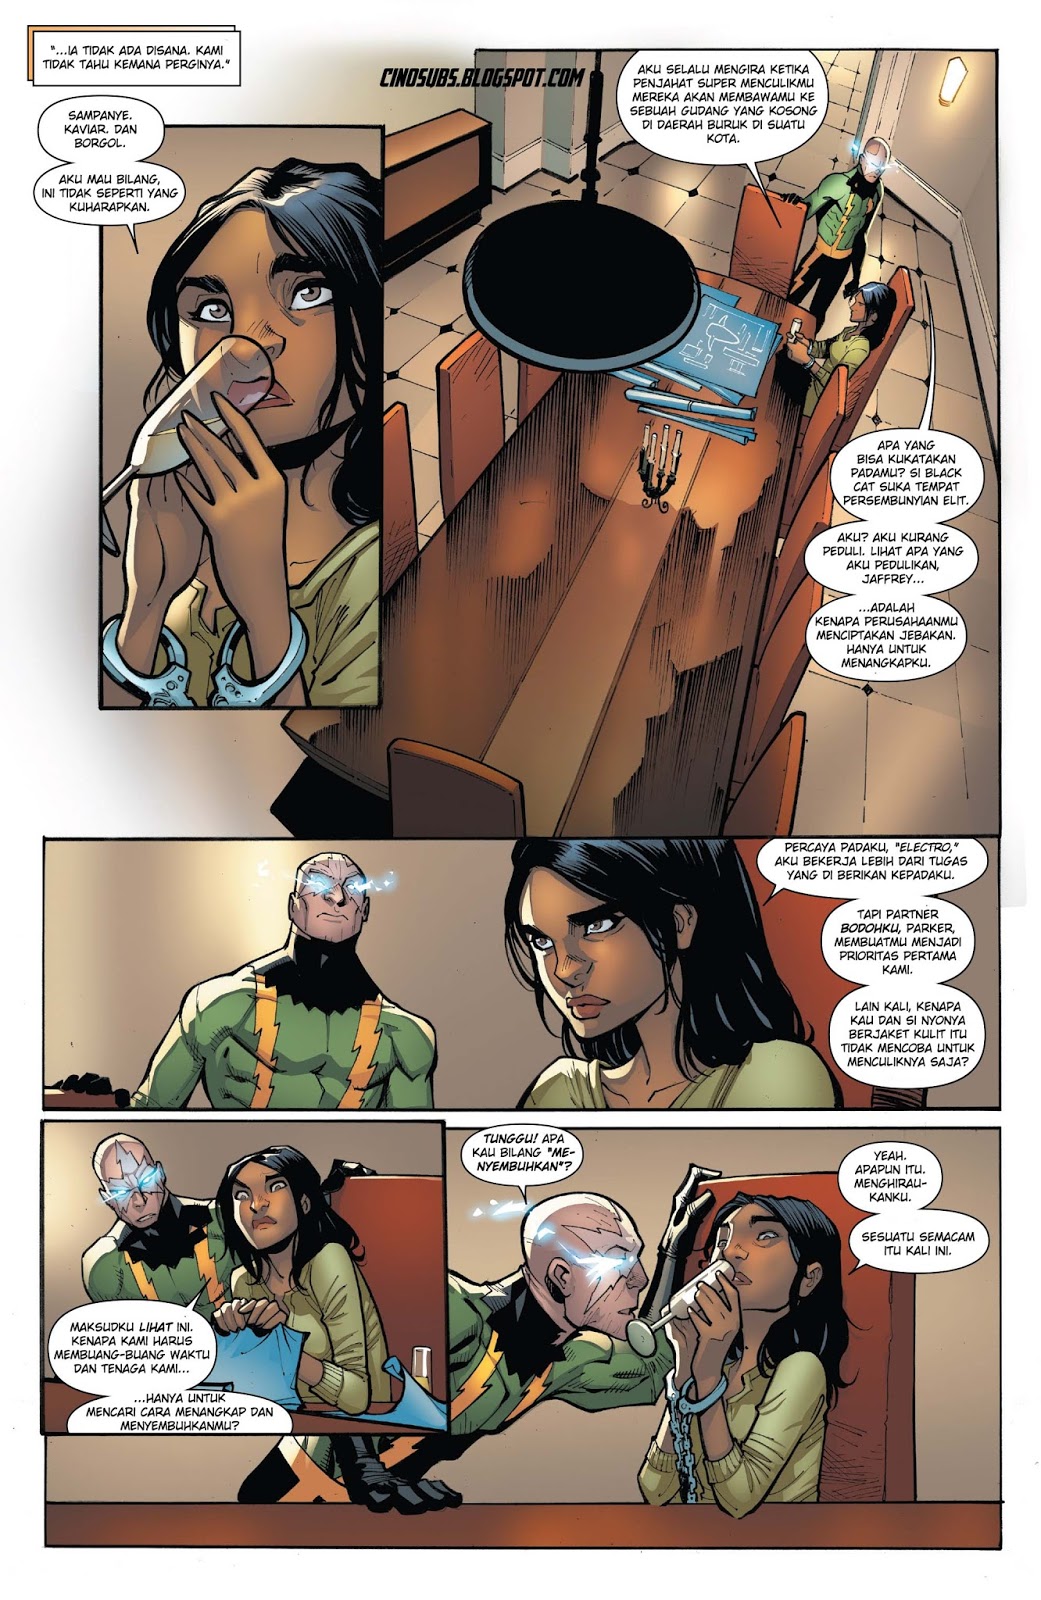 "...IA TIDAK ADA DISANA. KAMI
TIDAK TAHU KEMANA PERGINYA."
CINOSUBS.BLOGSPOT.COM
SAMPANYE.
KAVIAR. DAN
BORGOL.
AKU MAU BILANG,
INI TIDAK SEPERTI YANG
KUHARAPKAN.
AKU SELALU MENGIRA KETIKA
PENJAHAT SUPER MENCULIKMU
MEREKA AKAN MEMBAWAMU KE
SEBUAH GUDANG YANG KOSONG
DI DAERAH BURUK DI SUATU
KOTA.
APA YANG
BISA KUKATAKAN
PADAMU? SI BLACK
CAT SUKA TEMPAT
PERSEMBUNYIAN ELIT.
AKU? AKU KURANG
PEDULI. LIHAT APA YANG
AKU PEDULIKAN,
JAFFREY...
...ADALAH
KENAPA PERUSAHAANMU
MENCIPTAKAN JEBAKAN.
HANYA UNTUK
MENANGKAPKU.
PERCAYA PADAKU, "ELECTRO,"
AKU BEKERJA LEBIH DARI TUGAS
YANG DI BERIKAN KEPADAKU.
TAPI PARTNER
BODOHKU, PARKER,
MEMBUATMU MENJADI
PRIORITAS PERTAMA
KAMI.
LAIN KALI, KENAPA
KAU DAN SI NYONYA
BERJAKET KULIT ITU
TIDAK MENCOBA UNTUK
MENCULIKNYA SAJA?
MAKSUDKU LIHAT INI.
KENAPA KAMI HARUS
MEMBUANG-BUANG WAKTU
DAN TENAGA KAMI...
...HANYA UNTUK
MENCARI CARA MENANGKAP DAN
MENYEMBUHKANMU?
TUNGGU! APA
KAU BILANG "ME-
NYEMBUHKAN"?
YEAH.
APAPUN ITU.
MENGHIRAU-
KANKU.
SESUATU SEMACAM
ITU KALI INI.